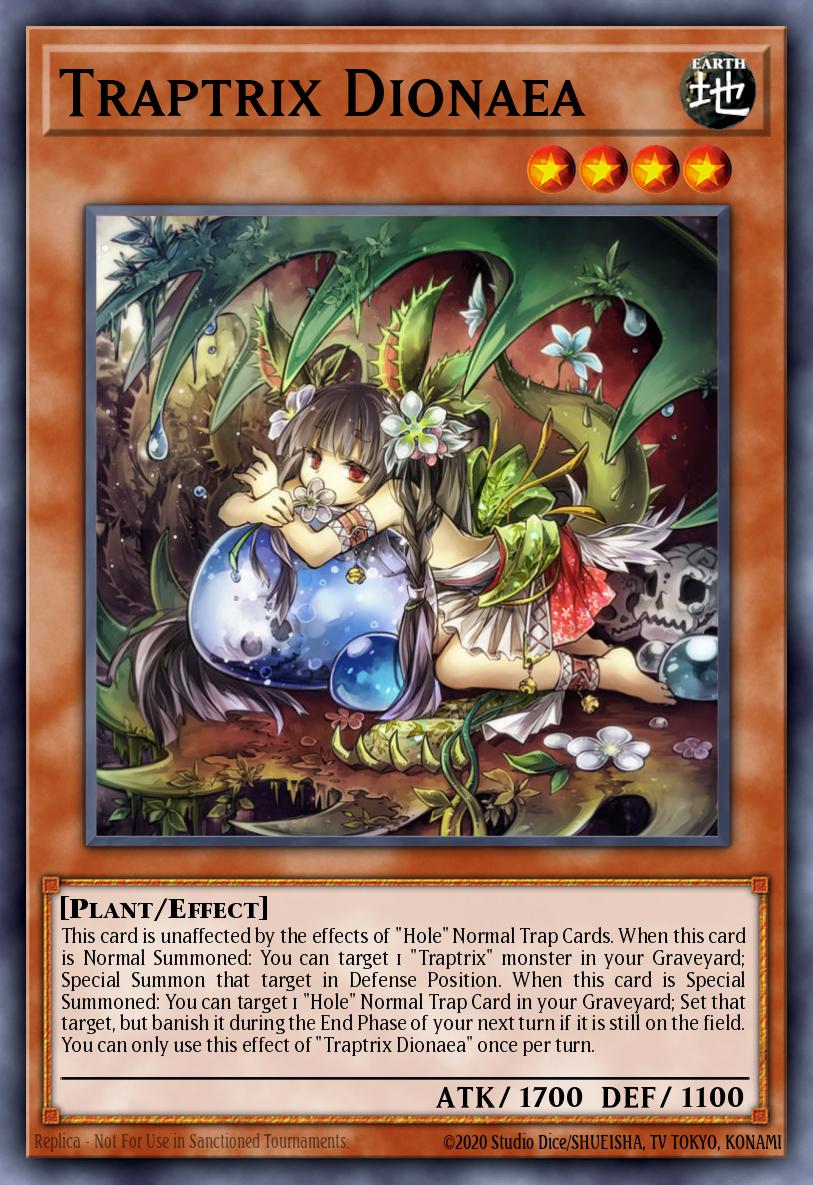 Traptrix Dionaea
EARTH
地
[Plant/Effect]
This card is unaffected by the effects of "Hole" Normal Trap Cards. When this card
is Normal Summoned: You can target 1 "Traptrix" monster in your Graveyard;
Special Summon that target in Defense Position. When this card is Special
Summoned: You can target 1 "Hole" Normal Trap Card in your Graveyard; Set that
target, but banish it during the End Phase of your next turn if it is still on the field.
You can only use this effect of "Traptrix Dionaea" once per turn.
ATK/ 1700 DEF/ 1100
Replica - Not For Use in Sanctioned Tournaments.
©2020 Studio Dice/SHUEISHA, TV TOKYO, KONAMI